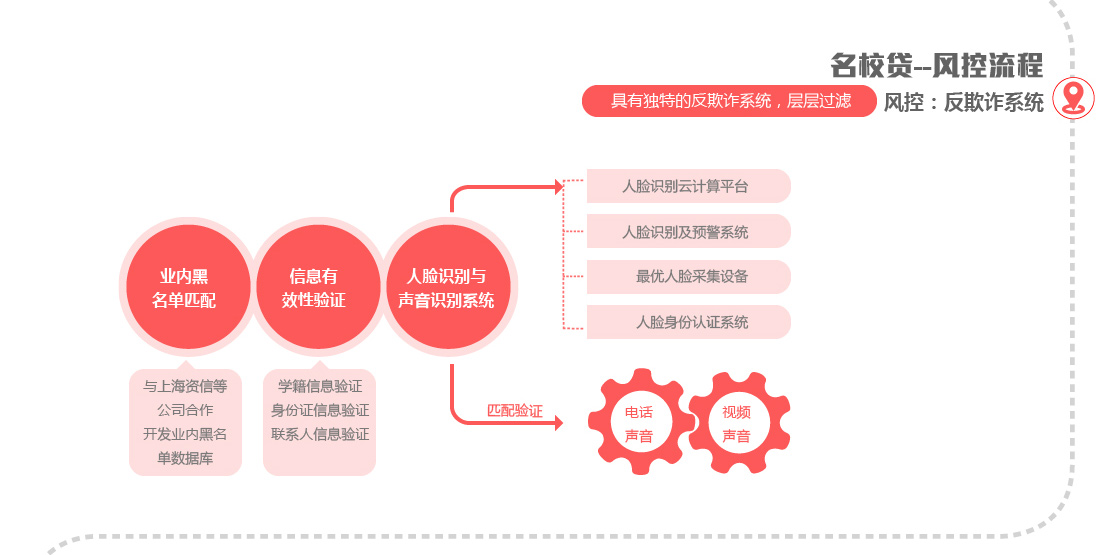 名校贷--风控流程
具有独特的反欺诈系统，层层过滤
风控：反欺诈系统
业内黑
名单匹配
信息有
效性验证
人脸识别与
声音识别系统
与上海资信等
公司合作
开发业内黑名
单数据库
学籍信息验证
身份证信息验证
联系人信息验证
人脸识别云计算平台
人脸识别及预警系统
最优人脸采集设备
人脸身份认证系统
匹配验证
电话
声音
视频
声音